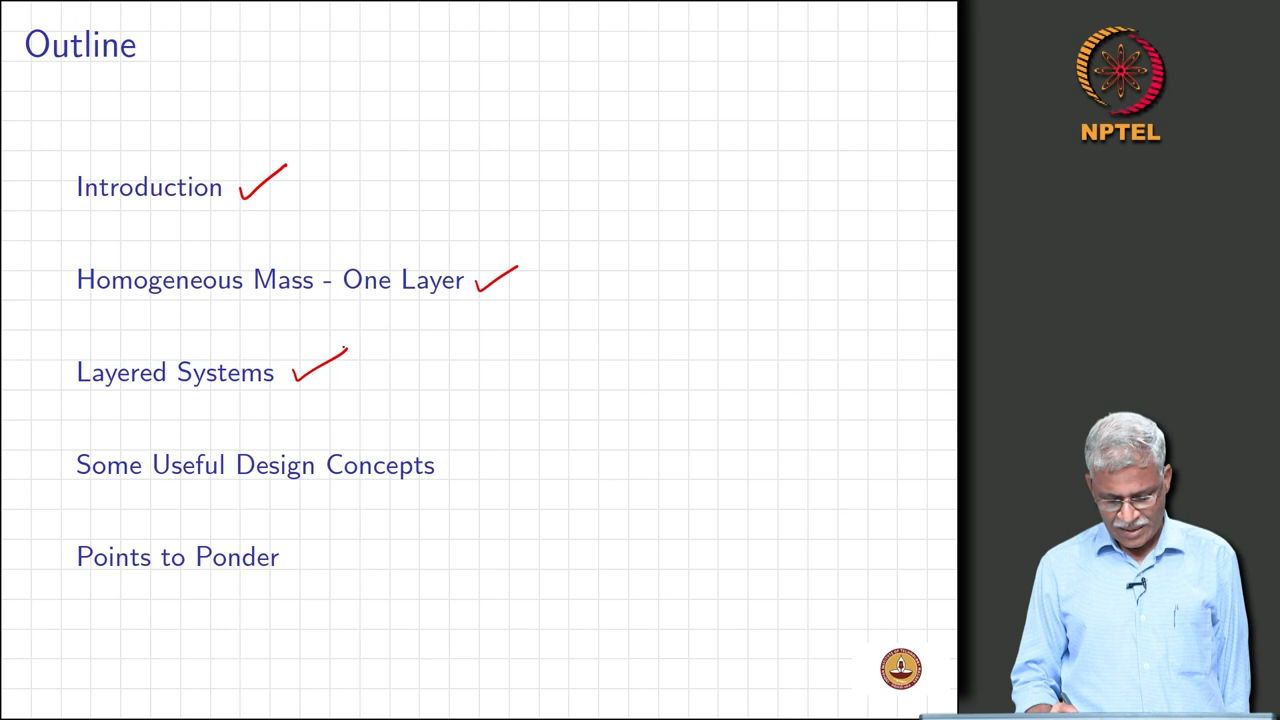 Outline
NPTEL
Introduction
Homogeneous Mass - One Layer
Layered Systems
Some Useful Design Concepts
Points to Ponder